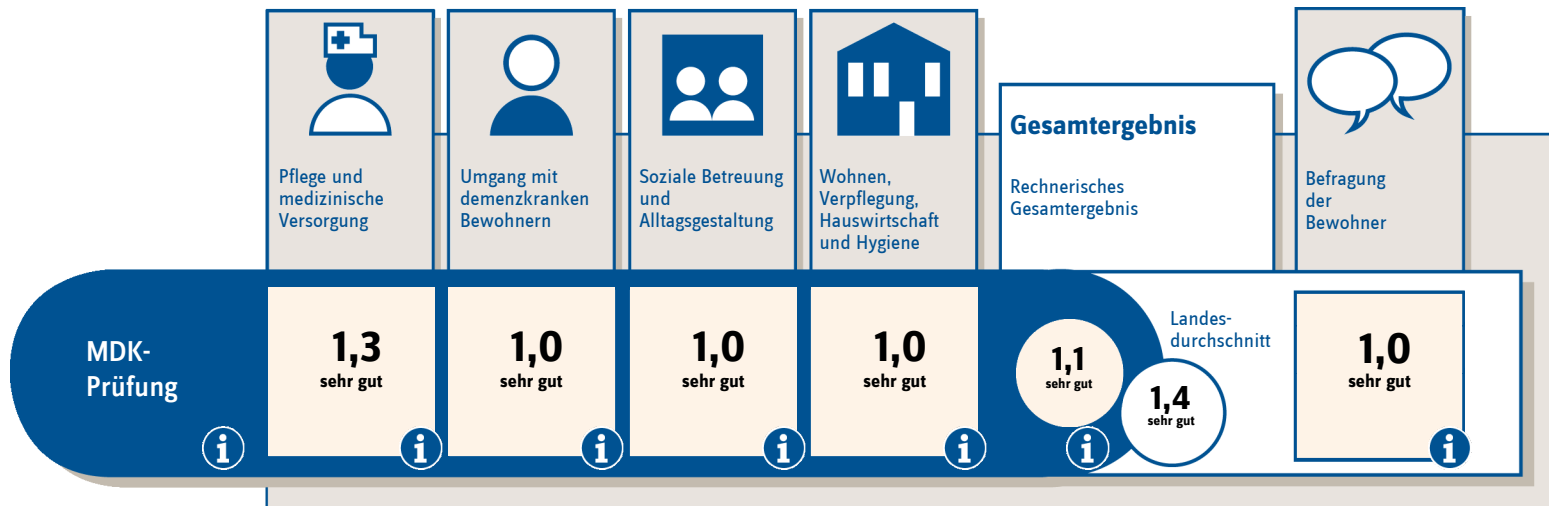 Pflege und
medizinische
Versorgung
Umgang mit
demenzkranken
Bewohnern
Soziale Betreuung
und
Alltagsgestaltung
Wohnen,
Verpflegung,
Hauswirtschaft
und Hygiene
Gesamtergebnis
Rechnerisches
Gesamtergebnis
Befragung
der
Bewohner
MDK-
Prüfung
i
1,3
sehr gut
i
1,0
sehr gut
i
1,0
sehr gut
i
1,0
sehr gut
i
1,1
sehr gut
i
Landes-
durchschnitt
1,4
sehr gut
1,0
sehr gut
i